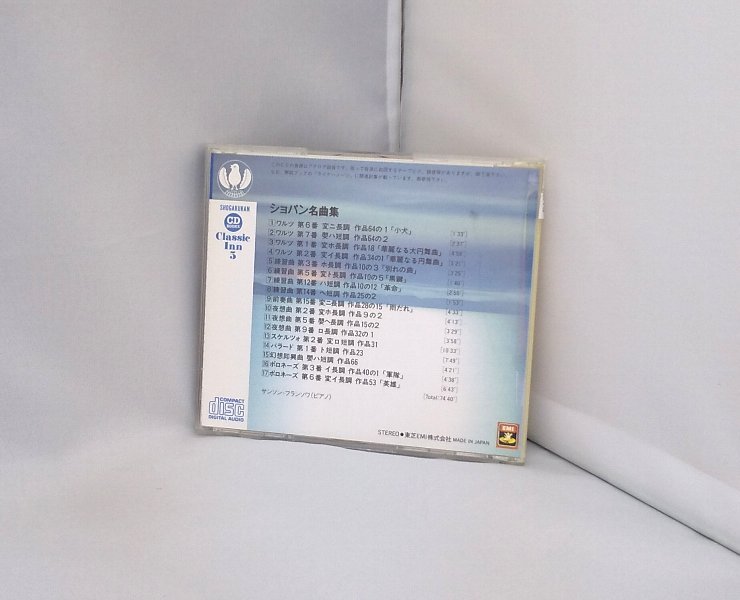 SHOGAKUKAN
CD
BOOKS
Classic
Inn
5
ショパン名曲集
1 ワルツ 第6番 変ニ長調 作品64の1「小犬」
2 ワルツ 第7番 嬰ハ短調 作品64の2
3 ワルツ 第1番 変ホ長調 作品18「華麗なる大円舞曲」
4 ワルツ 第2番 変イ長調 作品34の1「華麗なる円舞曲」
5 練習曲 第3番 ホ長調 作品10の3「別れの曲」
6 練習曲 第5番 変ト長調 作品10の5「黒鍵」
7 練習曲 第12番 ハ短調 作品10の12「革命」
8 練習曲 第14番 ヘ短調 作品25の2
9 前奏曲 第15番 変ニ長調 作品28の15「雨だれ」
10 夜想曲 第2番 変ホ長調 作品9の2
11 夜想曲 第5番 嬰ヘ長調 作品15の2
12 夜想曲 第9番 ロ長調 作品32の1
13 スケルツォ 第2番 変ロ短調 作品31
14 バラード 第1番 ト短調 作品23
15 幻想即興曲 嬰ハ短調 作品66
16 ポロネーズ 第3番 イ長調 作品40の1「軍隊」
17 ポロネーズ 第6番 変イ長調 作品53「英雄」
サンソン・フランソワ(ピアノ)
COMPACT
disc
DIGITAL AUDIO
STEREO●東芝EMI株式会社 MADE IN JAPAN
EMI